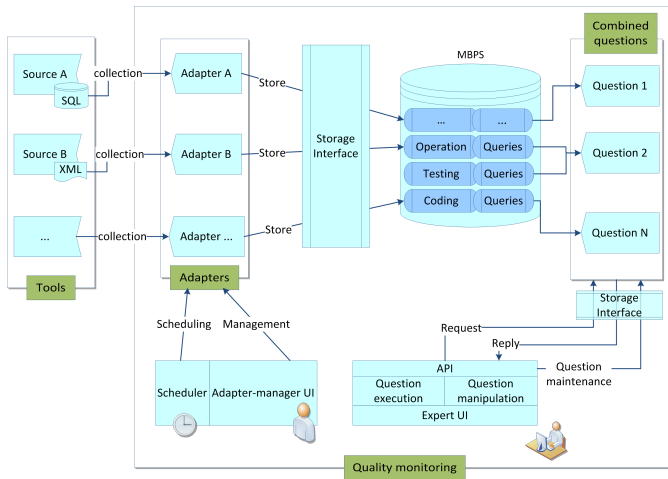 Combined
questions
MBPS
Source A
SQL
collection
Adapter A
Store
Question 1
Source B
XML
collection
Adapter B
Store
Storage
Interface
...
...
Operation
Queries
Testing
Queries
Coding
Queries
Question 2
...
collection
Adapter ...
Store
Question N
Tools
Adapters
Storage
Interface
Scheduling
Management
Request
Reply
Scheduler
Adapter-manager UI
API
Question
execution
Question
manipulation
Expert UI
Question
maintenance
Quality monitoring